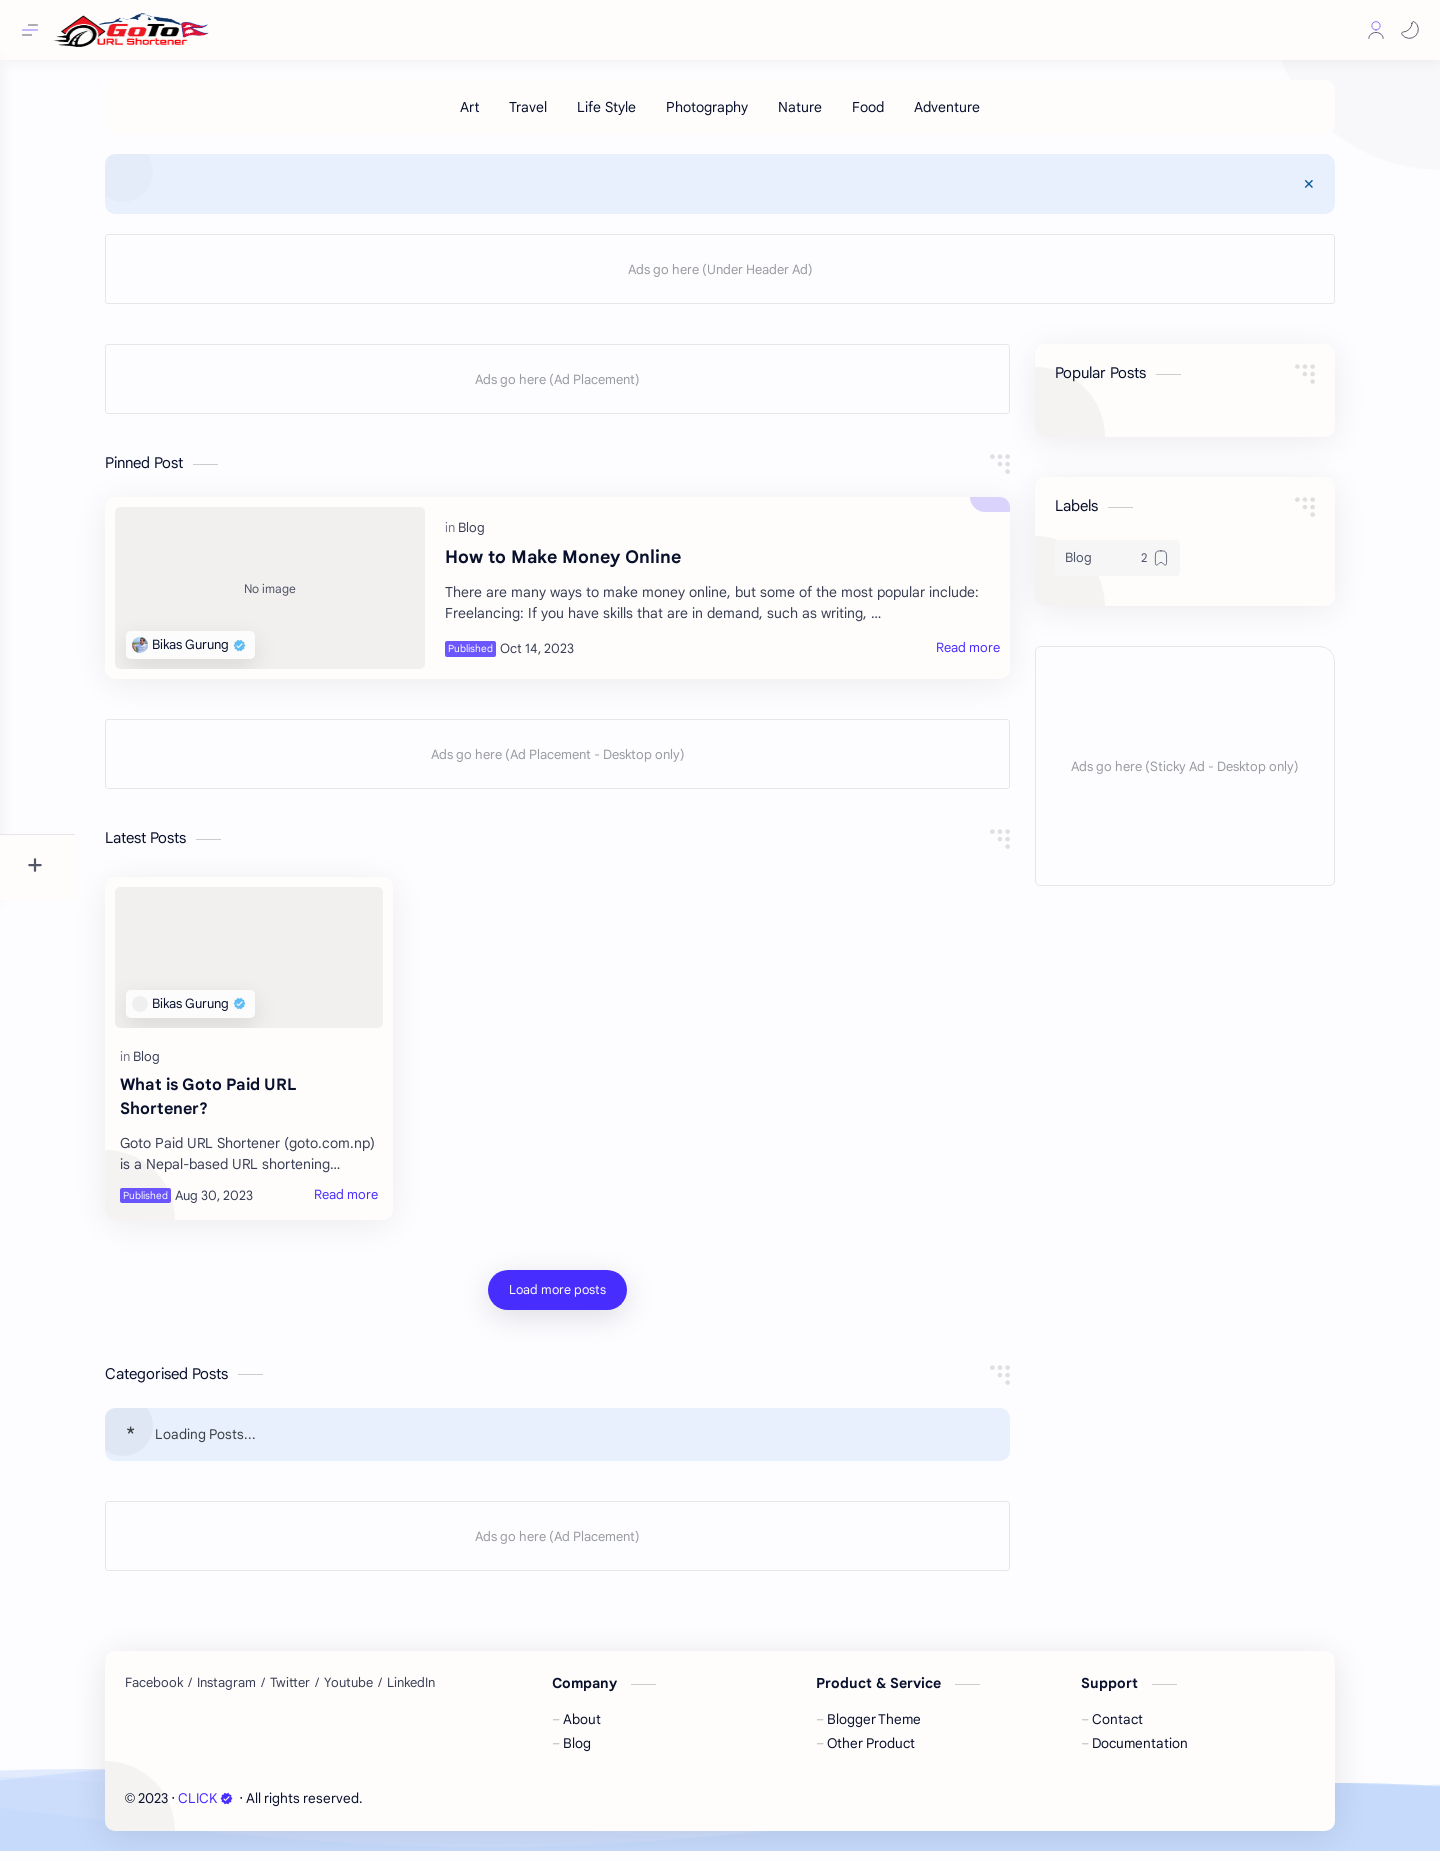 GoTo
URL Shortener
Art Travel Life Style Photography Nature Food Adventure
×
Ads go here (Under Header Ad)
Ads go here (Ad Placement)
Popular Posts
Pinned Post
No image
Bikas Gurung
in Blog
How to Make Money Online
There are many ways to make money online, but some of the most popular include:
Freelancing: If you have skills that are in demand, such as writing, …
Published Oct 14, 2023 Read more
Labels
Blog 2
Ads go here (Sticky Ad - Desktop only)
Ads go here (Ad Placement - Desktop only)
Latest Posts
Bikas Gurung
in Blog
What is Goto Paid URL
Shortener?
Goto Paid URL Shortener (goto.com.np)
is a Nepal-based URL shortening…
Published Aug 30, 2023 Read more
Load more posts
Categorised Posts
* Loading Posts...
Ads go here (Ad Placement)
Facebook / Instagram / Twitter / Youtube / LinkedIn
Company
– About
– Blog
Product & Service
– Blogger Theme
– Other Product
Support
– Contact
– Documentation
© 2023 · CLICK · All rights reserved.